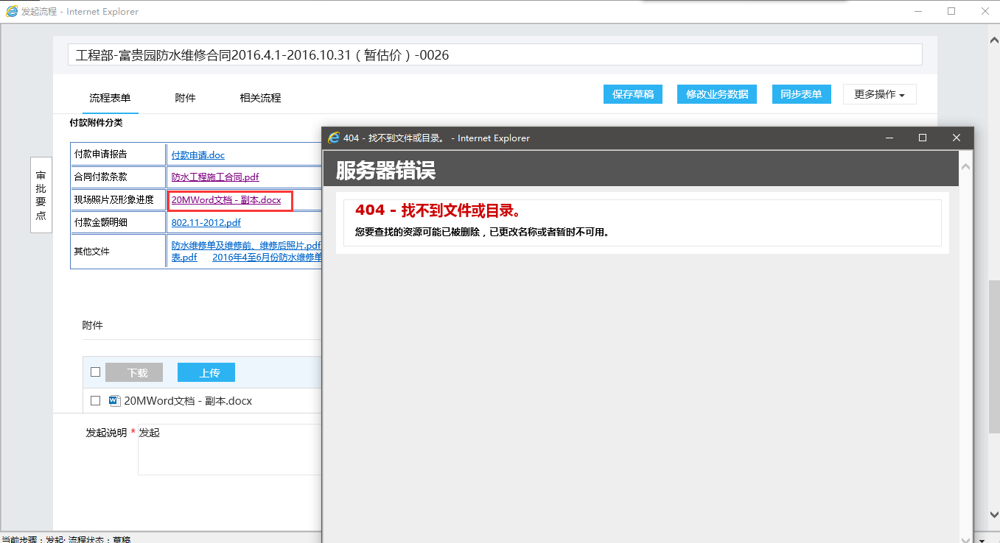 发起流程 - Internet Explorer
工程部-富贵园防水维修合同2016.4.1-2016.10.31（暂估价）-0026
流程表单 附件 相关流程 保存草稿 修改业务数据 同步表单 更多操作
付款附件分类
付款申请报告 付款申请.doc
合同付款条款 防水工程施工合同.pdf
现场照片及形象进度 20MWord文档 - 副本.docx
付款金额明细 802.11-2012.pdf
其他文件 防水维修单及维修前、维修后照片.pdf
表.pdf 2016年4至6月份防水维修单
审批要点
附件
下载 上传
20MWord文档 - 副本.docx
发起说明 * 发起
当前步骤：发起; 流程状态：草稿
404 - 找不到文件或目录。 - Internet Explorer
服务器错误
404 - 找不到文件或目录。
您要查找的资源可能已被删除，已更改名称或者暂时不可用。